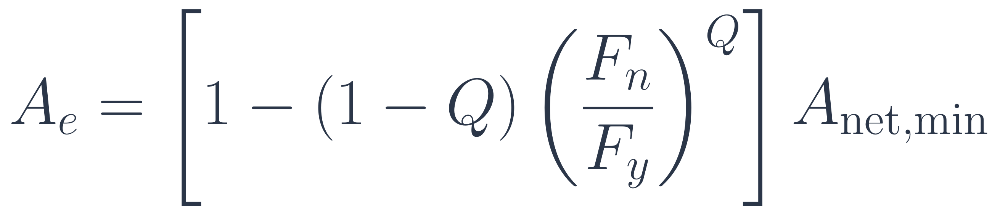 A_e = [1 − (1 − Q) (F_n / F_y)^Q] A_net,min